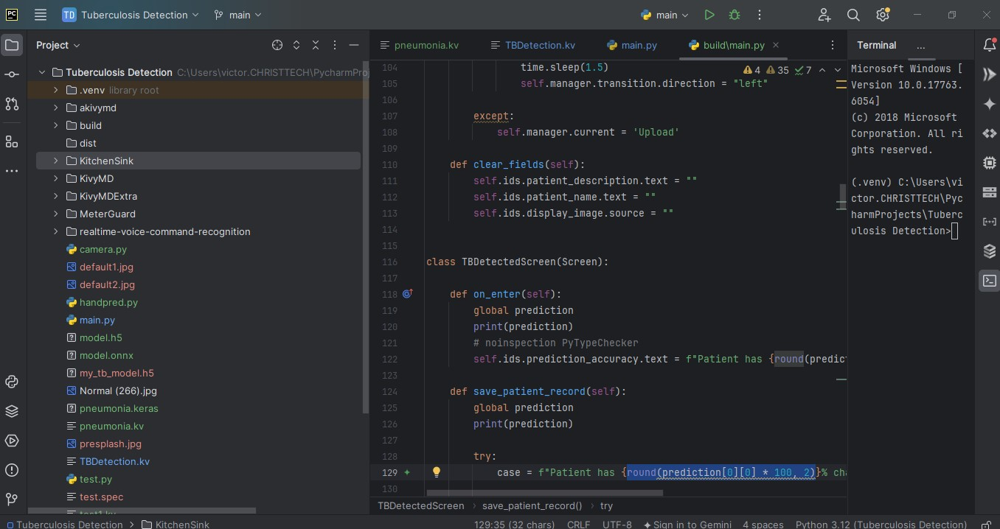 PC
TD Tuberculosis Detection
main
main
Project
Tuberculosis Detection C:\Users\victor.CHRISTTECH\PycharmProj
.venv library root
akivymd
build
dist
KitchenSink
KivyMD
KivyMDExtra
MeterGuard
realtime-voice-command-recognition
camera.py
default1.jpg
default2.jpg
handpred.py
main.py
model.h5
model.onnx
my_tb_model.h5
Normal (266).jpg
pneumonia.keras
pneumonia.kv
presplash.jpg
TBDetection.kv
test.py
test.spec
test1.kv
pneumonia.kv
TBDetection.kv
main.py
build\main.py
4 35 7
104 time.sleep(1.5)
105 self.manager.transition.direction = "left"
106
107 except:
108 self.manager.current = 'Upload'
109
110 def clear_fields(self):
111 self.ids.patient_description.text = ""
112 self.ids.patient_name.text = ""
113 self.ids.display_image.source = ""
114
115
116 class TBDetectedScreen(Screen):
117
118 def on_enter(self):
119 global prediction
120 print(prediction)
121 # noinspection PyTypeChecker
122 self.ids.prediction_accuracy.text = f"Patient has {round(predict
123
124 def save_patient_record(self):
125 global prediction
126 print(prediction)
127
128 try:
129 case = f"Patient has {round(prediction[0][0] * 100, 2)}% cha
130
TBDetectedScreen > save_patient_record() > try
Terminal ...
Microsoft Windows [
Version 10.0.17763.
6054]
(c) 2018 Microsoft
Corporation. All ri
ghts reserved.
(.venv) C:\Users\vi
ctor.CHRISTTECH\Pyc
harmProjects\Tuberc
ulosis Detection>
Tuberculosis Detection > KitchenSink
129:35 (32 chars) CRLF UTF-8 Sign in to Gemini 4 spaces Python 3.12 (Tuberculosis Detection)